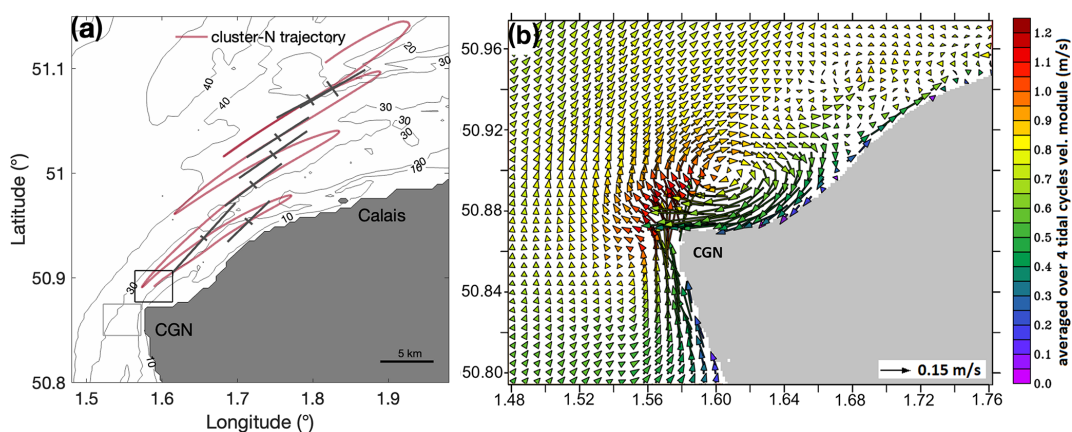 (a)
cluster-N trajectory
51.1
51
50.9
50.8
Latitude (°)
1.5 1.6 1.7 1.8 1.9
Longitude (°)
40
40
20
30
30
30
10
20
10
30
10
Calais
CGN
5 km
(b)
50.96
50.92
50.88
50.84
50.80
CGN
0.15 m/s
1.48 1.52 1.56 1.60 1.64 1.68 1.72 1.76
1.2
1.1
1.0
0.9
0.8
0.7
0.6
0.5
0.4
0.3
0.2
0.1
0.0
averaged over 4 tidal cycles vel. module (m/s)